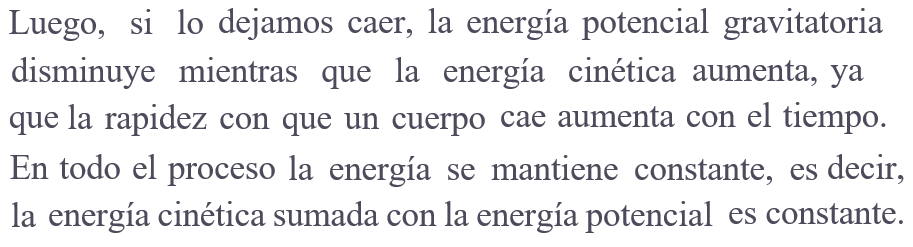 Luego, si lo dejamos caer, la energía potencial gravitatoria
disminuye mientras que la energía cinética aumenta, ya
que la rapidez con que un cuerpo cae aumenta con el tiempo.
En todo el proceso la energía se mantiene constante, es decir,
la energía cinética sumada con la energía potencial es constante.